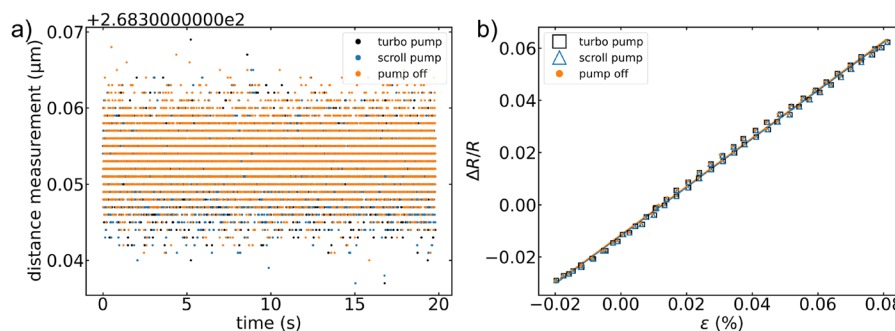 a)
+2.6830000000e2
distance measurement (μm)
0.07
0.06
0.05
0.04
turbo pump
scroll pump
pump off
0 5 10 15 20
time (s)
b)
ΔR/R
0.06
0.04
0.02
0.00
−0.02
turbo pump
scroll pump
pump off
−0.02 0.00 0.02 0.04 0.06 0.08
ε (%)